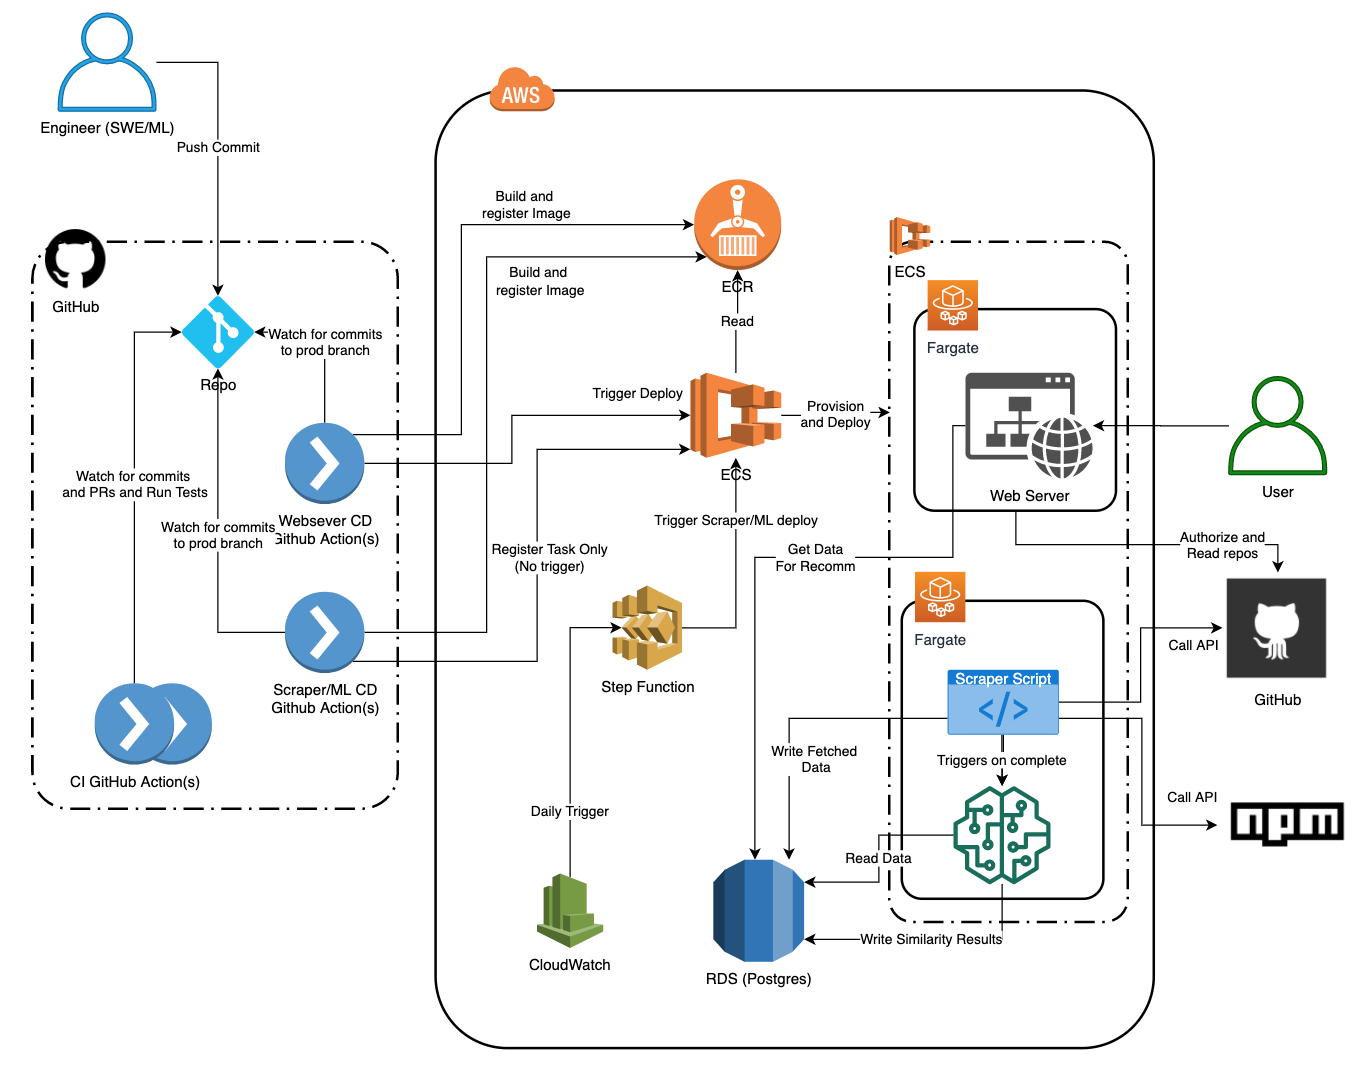 Engineer (SWE/ML)
Push Commit
AWS
GitHub
Repo
Watch for commits
to prod branch
Watch for commits
and PRs and Run Tests
Watch for commits
to prod branch
Websever CD
Github Action(s)
Scraper/ML CD
Github Action(s)
CI GitHub Action(s)
Build and
register Image
Build and
register Image
ECR
Read
Trigger Deploy
ECS
Provision
and Deploy
Trigger Scraper/ML deploy
Register Task Only
(No trigger)
Step Function
Daily Trigger
CloudWatch
ECS
Fargate
Web Server
User
Get Data
For Recomm
Authorize and
Read repos
Fargate
Call API
GitHub
Scraper Script
</>
Write Fetched
Data
Triggers on complete
Call API
npm
Read Data
Write Similarity Results
RDS (Postgres)